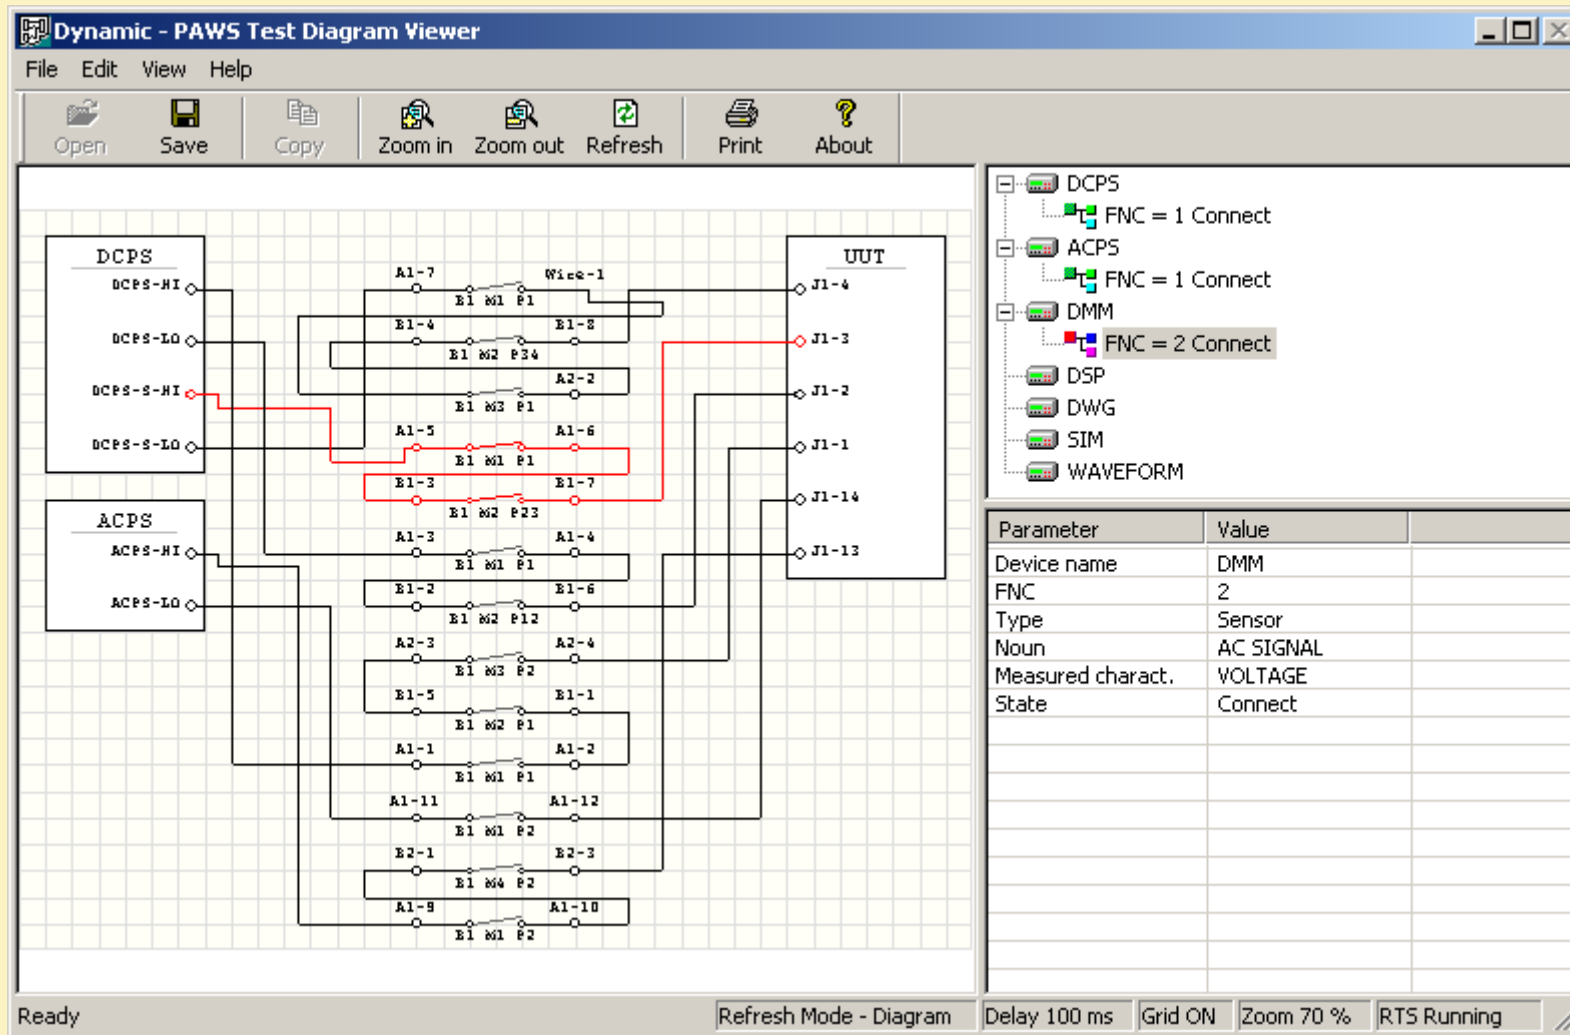 Dynamic - PAWS Test Diagram Viewer
File Edit View Help
Open Save Copy Zoom in Zoom out Refresh Print About
DCPS
DCPS-HI
DCPS-LO
DCPS-S-HI
DCPS-S-LO
ACPS
ACPS-HI
ACPS-LO
A1-7 Wire-1
B1 M1 P1
B1-4 B1-8
B1 M2 P34
A2-2
B1 M3 P1
A1-5 A1-6
B1 M1 P1
B1-3 B1-7
B1 M2 P23
A1-3 A1-4
B1 M1 P1
B1-2 B1-6
B1 M2 P12
A2-3 A2-4
B1 M3 P2
B1-5 B1-1
B1 M2 P1
A1-1 A1-2
B1 M1 P1
A1-11 A1-12
B1 M1 P2
B2-1 B2-3
B1 M4 P2
A1-9 A1-10
B1 M1 P2
UUT
J1-4
J1-3
J1-2
J1-1
J1-14
J1-13
DCPS
FNC = 1 Connect
ACPS
FNC = 1 Connect
DMM
FNC = 2 Connect
DSP
DWG
SIM
WAVEFORM
Parameter Value
Device name DMM
FNC 2
Type Sensor
Noun AC SIGNAL
Measured charact. VOLTAGE
State Connect
Ready Refresh Mode - Diagram Delay 100 ms Grid ON Zoom 70 % RTS Running